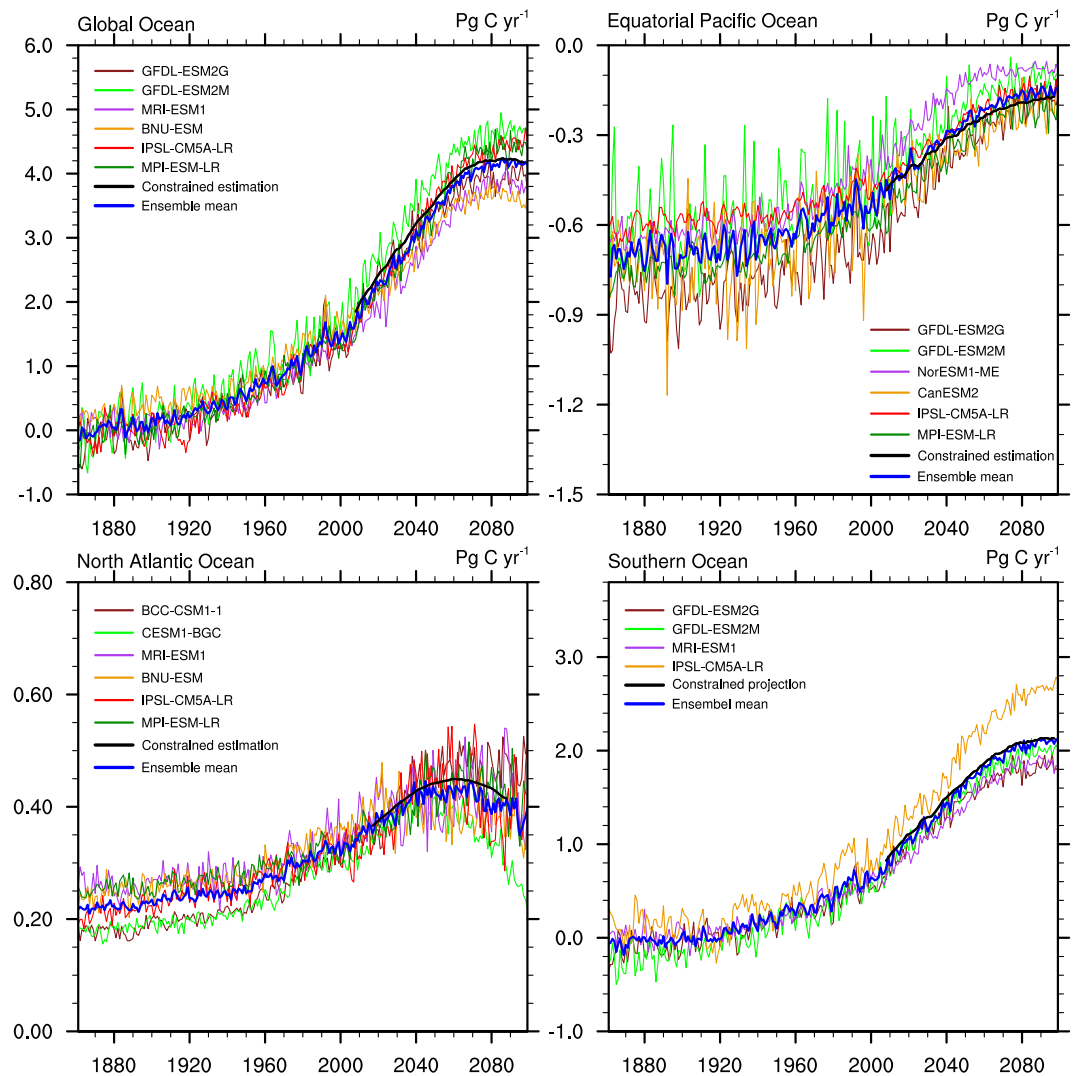 Global Ocean Pg C yr-1
6.0
5.0
4.0
3.0
2.0
1.0
0.0
-1.0
GFDL-ESM2G
GFDL-ESM2M
MRI-ESM1
BNU-ESM
IPSL-CM5A-LR
MPI-ESM-LR
Constrained estimation
Ensemble mean
1880 1920 1960 2000 2040 2080
Equatorial Pacific Ocean Pg C yr-1
0.0
-0.3
-0.6
-0.9
-1.2
-1.5
GFDL-ESM2G
GFDL-ESM2M
NorESM1-ME
CanESM2
IPSL-CM5A-LR
MPI-ESM-LR
Constrained estimation
Ensemble mean
1880 1920 1960 2000 2040 2080
North Atlantic Ocean Pg C yr-1
0.80
0.60
0.40
0.20
0.00
BCC-CSM1-1
CESM1-BGC
MRI-ESM1
BNU-ESM
IPSL-CM5A-LR
MPI-ESM-LR
Constrained estimation
Ensemble mean
1880 1920 1960 2000 2040 2080
Southern Ocean Pg C yr-1
3.0
2.0
1.0
0.0
-1.0
GFDL-ESM2G
GFDL-ESM2M
MRI-ESM1
IPSL-CM5A-LR
Constrained projection
Ensembel mean
1880 1920 1960 2000 2040 2080